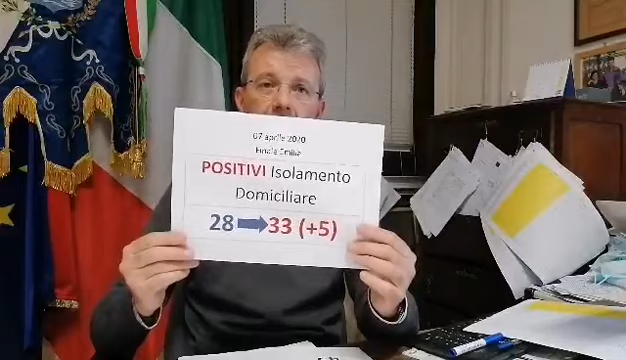 07 aprile 2020
Finale Emilia
POSITIVI Isolamento
Domiciliare
28 33 (+5)